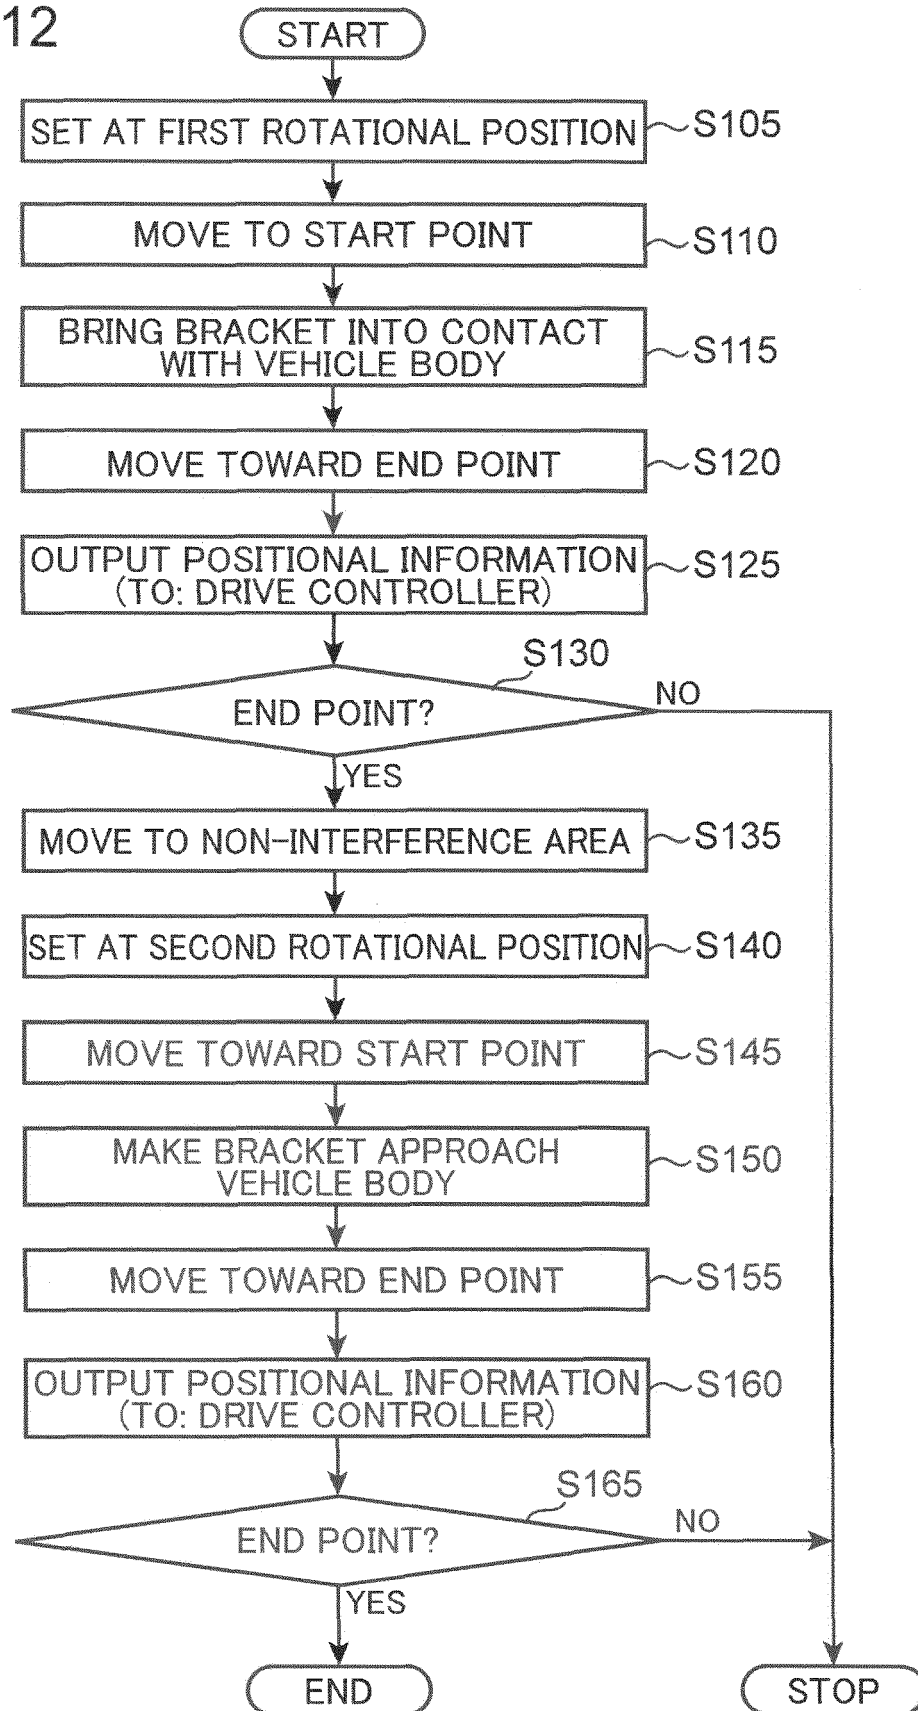 12
START
SET AT FIRST ROTATIONAL POSITION
S105
MOVE TO START POINT
S110
BRING BRACKET INTO CONTACT
WITH VEHICLE BODY
S115
MOVE TOWARD END POINT
S120
OUTPUT POSITIONAL INFORMATION
(TO: DRIVE CONTROLLER)
S125
S130
END POINT?
NO
YES
MOVE TO NON-INTERFERENCE AREA
S135
SET AT SECOND ROTATIONAL POSITION
S140
MOVE TOWARD START POINT
S145
MAKE BRACKET APPROACH
VEHICLE BODY
S150
MOVE TOWARD END POINT
S155
OUTPUT POSITIONAL INFORMATION
(TO: DRIVE CONTROLLER)
S160
S165
END POINT?
NO
YES
END
STOP